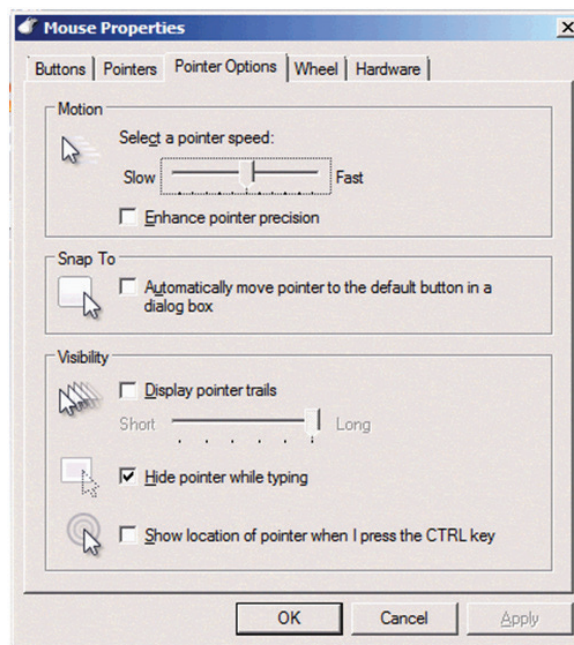 Mouse Properties
Buttons Pointers Pointer Options Wheel Hardware
Motion
Select a pointer speed:
Slow Fast
Enhance pointer precision
Snap To
Automatically move pointer to the default button in a
dialog box
Visibility
Display pointer trails
Short Long
Hide pointer while typing
Show location of pointer when I press the CTRL key
OK Cancel Apply